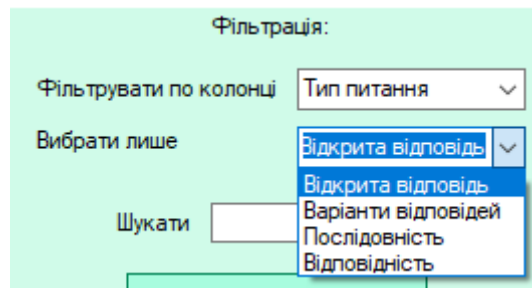 Фільтрація:
Фільтрувати по колонці Тип питання
Вибрати лише Відкрита відповідь
Відкрита відповідь
Варіанти відповідей
Шукати
Послідовність
Відповідність